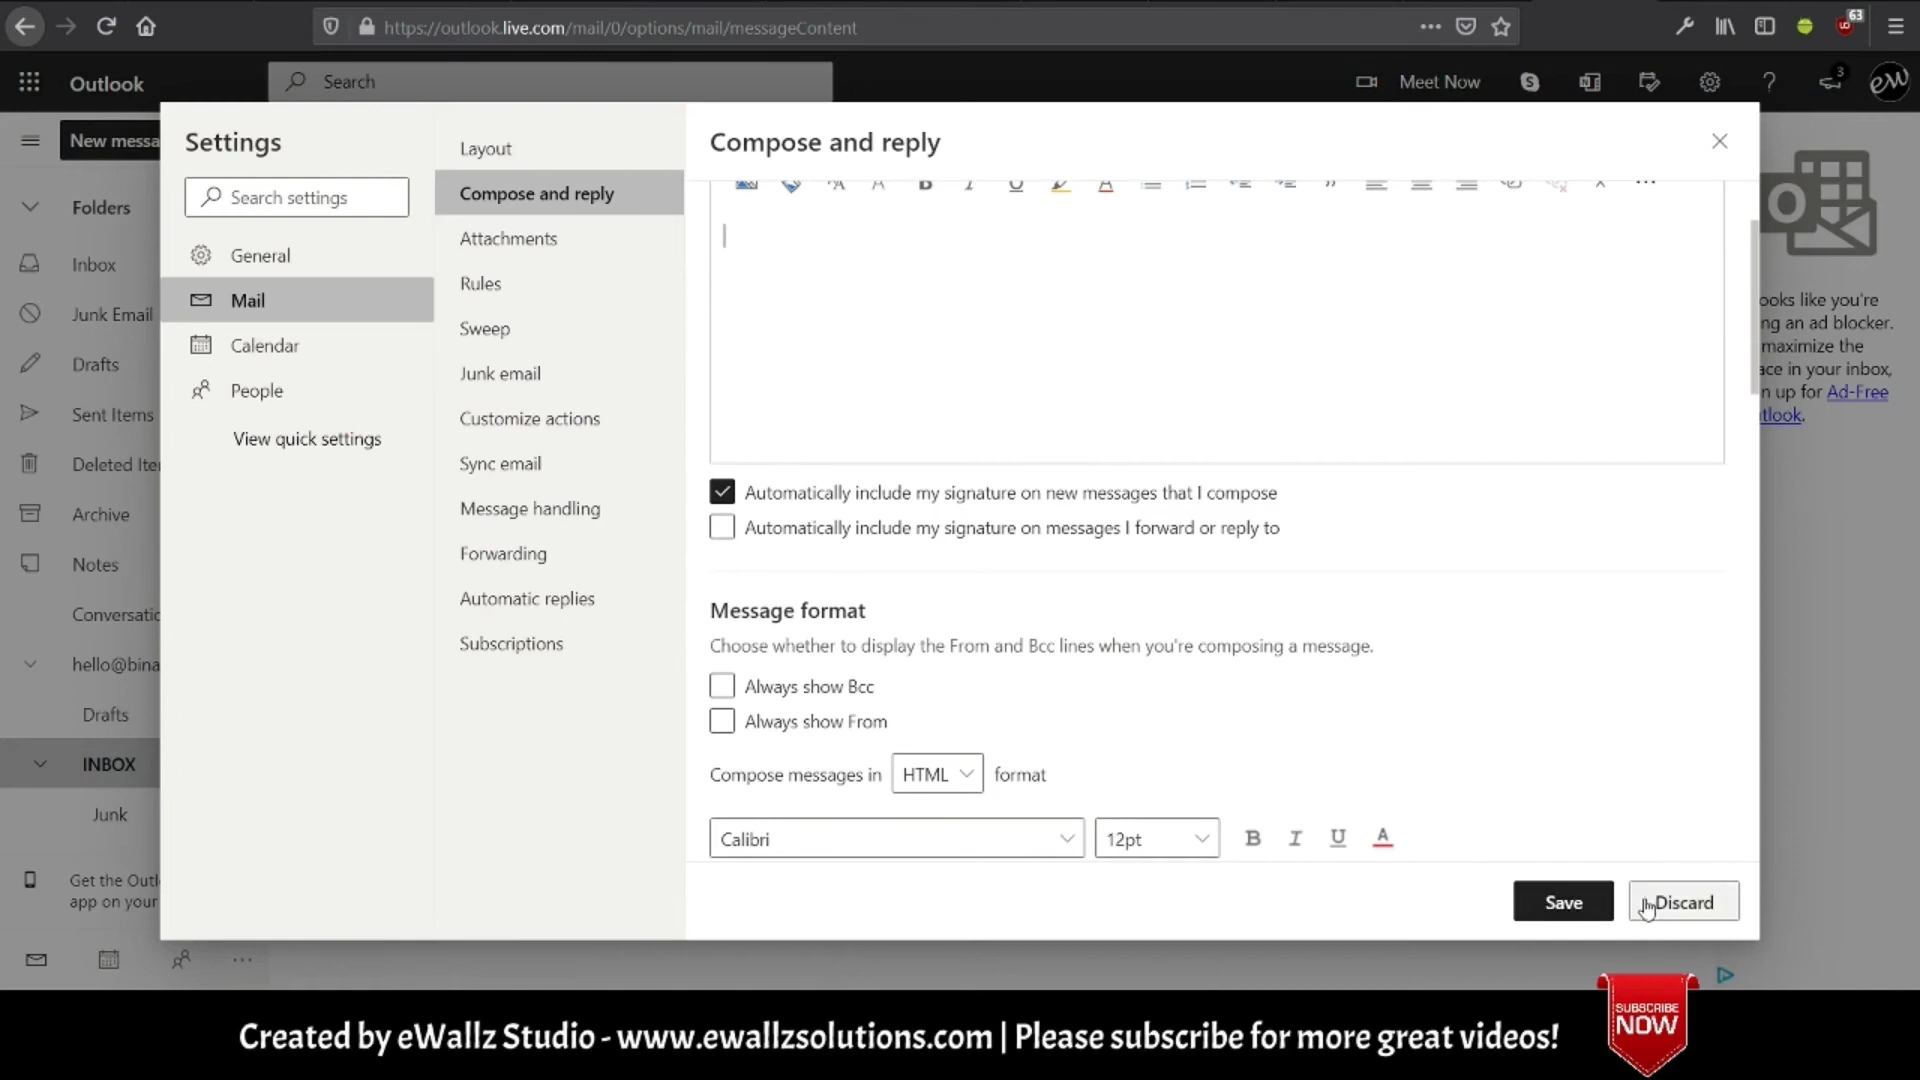 https://outlook.live.com/mail/0/options/mail/messageContent
63
Outlook
Search
Meet Now
3
eW
New messa
Folders
Inbox
Junk Email
Drafts
Sent Items
Deleted Ite
Archive
Notes
Conversatio
hello@bina
Drafts
INBOX
Junk
Get the Outl
app on your
Settings
Search settings
General
Mail
Calendar
People
View quick settings
Layout
Compose and reply
Attachments
Rules
Sweep
Junk email
Customize actions
Sync email
Message handling
Forwarding
Automatic replies
Subscriptions
Compose and reply
Automatically include my signature on new messages that I compose
Automatically include my signature on messages I forward or reply to
Message format
Choose whether to display the From and Bcc lines when you're composing a message.
Always show Bcc
Always show From
Compose messages in HTML format
Calibri 12pt B I U A
Save Discard
ooks like you're
ng an ad blocker.
maximize the
ace in your inbox,
n up for Ad-Free
tlook.
Created by eWallz Studio - www.ewallzsolutions.com | Please subscribe for more great videos!
SUBSCRIBE
NOW